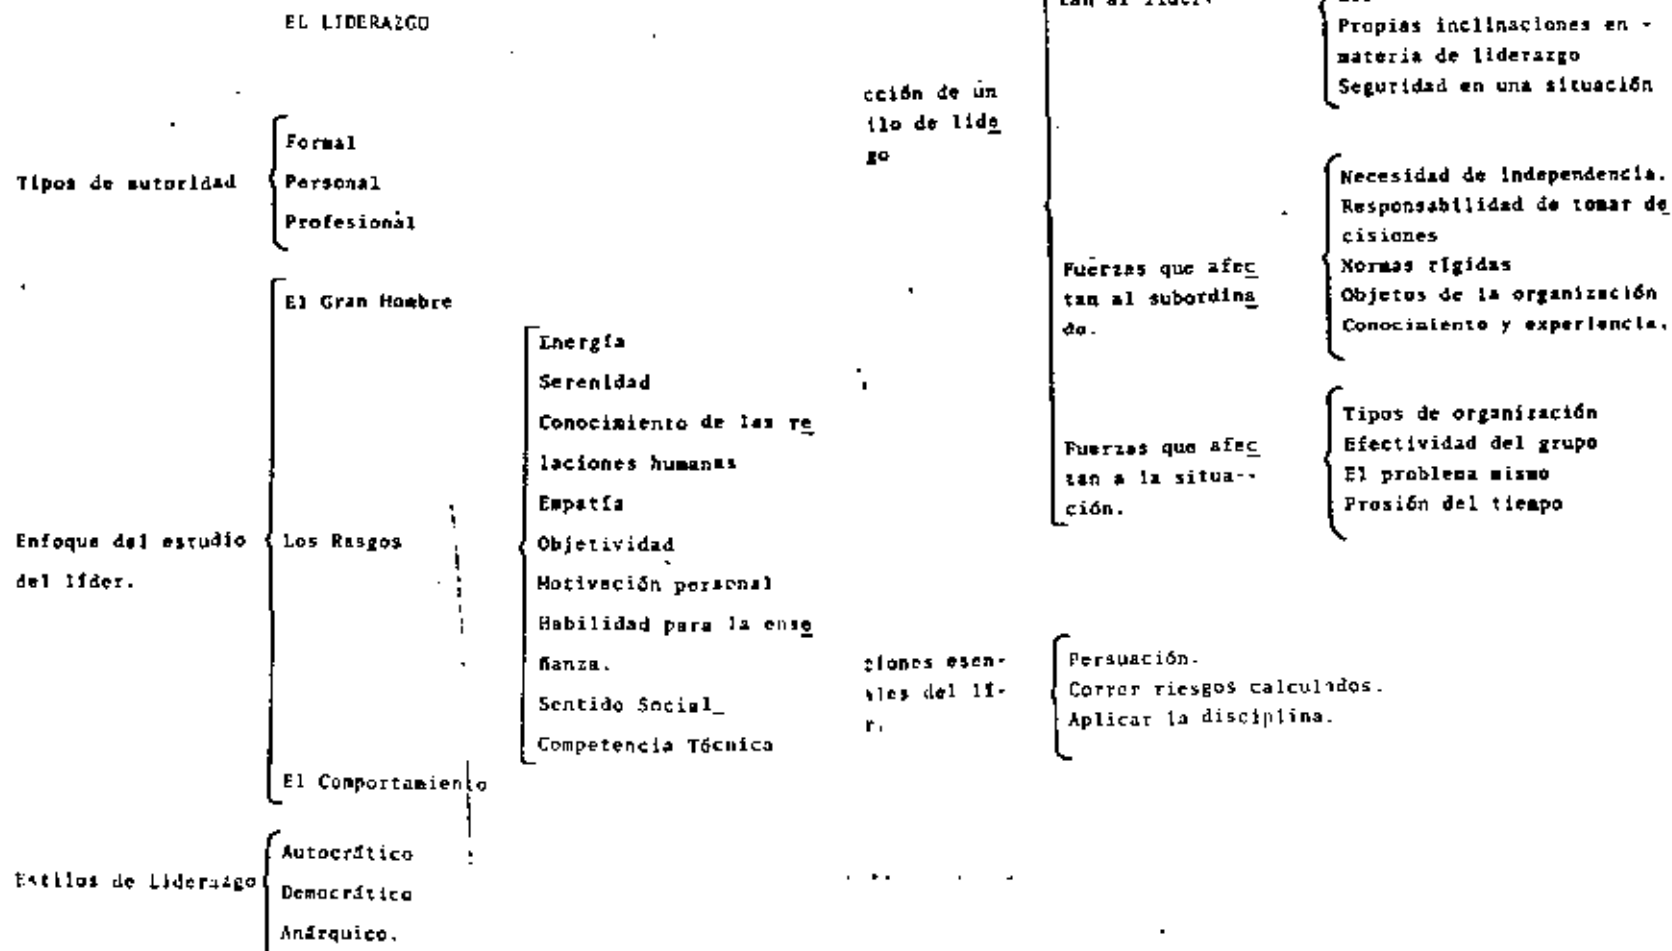 EL LIDERAZGO
Tipos de autoridad
Formal
Personal
Profesional
Enfoque del estudio
del líder.
El Gran Hombre
Los Rasgos
Energía
Serenidad
Conocimiento de las re
laciones humanas
Empatía
Objetividad
Motivación personal
Habilidad para la ense
ñanza.
Sentido Social_
Competencia Técnica
El Comportamiento
Estilos de Liderazgo
Autocrático
Democrático
Anárquico.
cción de un
ilo de lide
go
tan al líder.
Propias inclinaciones en -
materia de liderazgo
Seguridad en una situación
Fuerzas que afec
tan al subordina
do.
Necesidad de independencia.
Responsabilidad de tomar de
cisiones
Normas rígidas
Objetos de la organización
Conocimiento y experiencia.
Fuerzas que afec
tan a la situa--
ción.
Tipos de organización
Efectividad del grupo
El problema mismo
Prosión del tiempo
ciones esen-
ales del lí-
r.
Persuación.
Correr riesgos calculados.
Aplicar la disciplina.